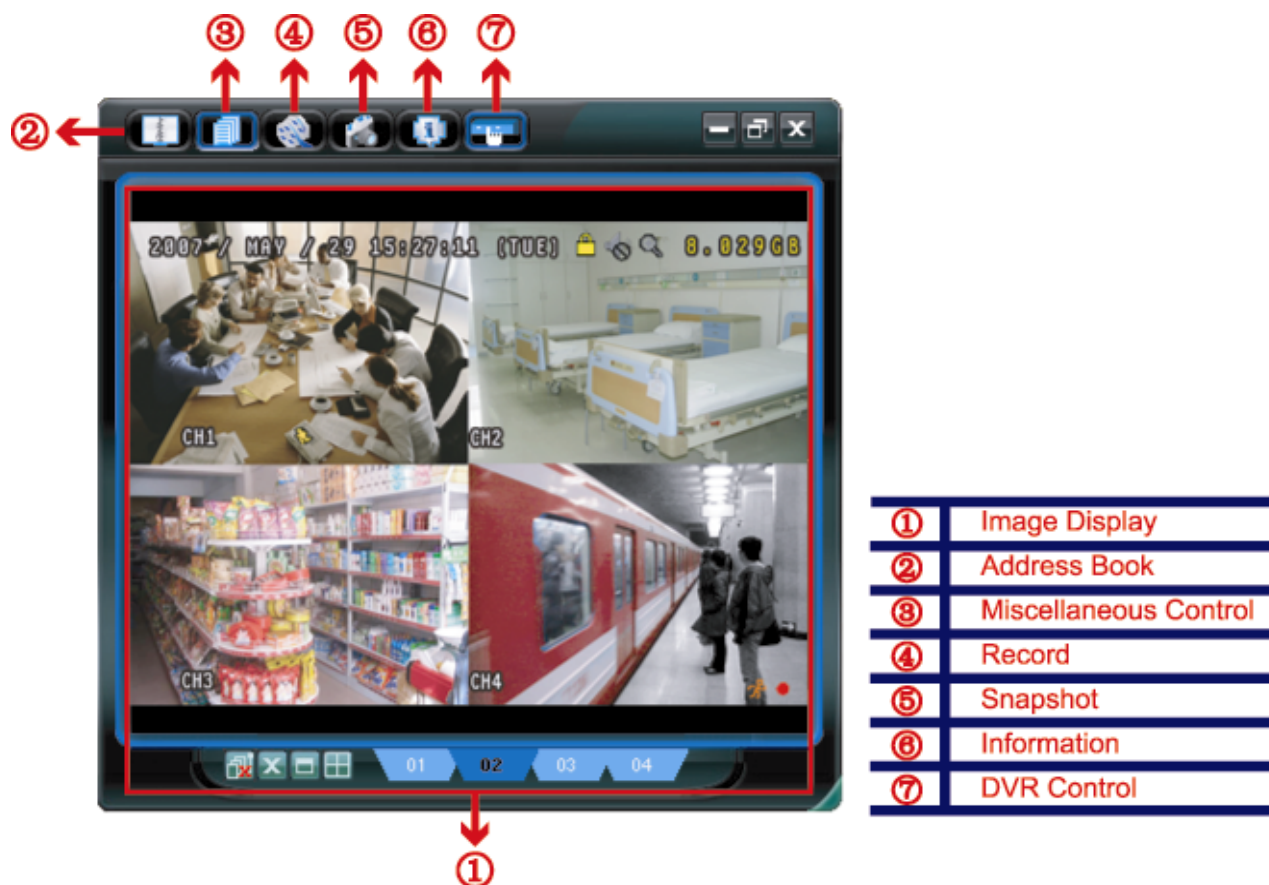 ③ ④ ⑤ ⑥ ⑦
②
2007 / MAY / 29 15:27:11 (TUE) 8.029GB
CH1 CH2
CH3 CH4
01 02 03 04
①
① Image Display
② Address Book
③ Miscellaneous Control
④ Record
⑤ Snapshot
⑥ Information
⑦ DVR Control